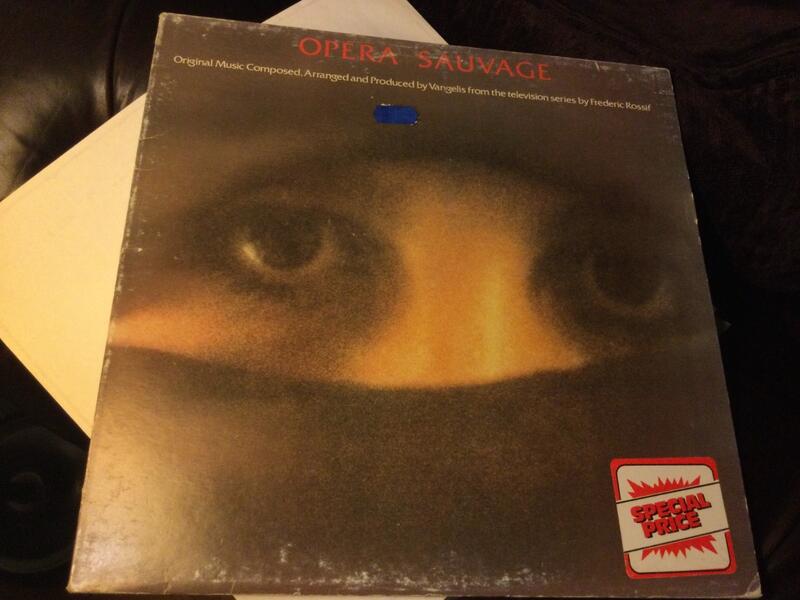 OPERA SAUVAGE
Original Music Composed, Arranged and Produced by Vangelis from the television series by Frederic Rossif
SPECIAL
PRICE